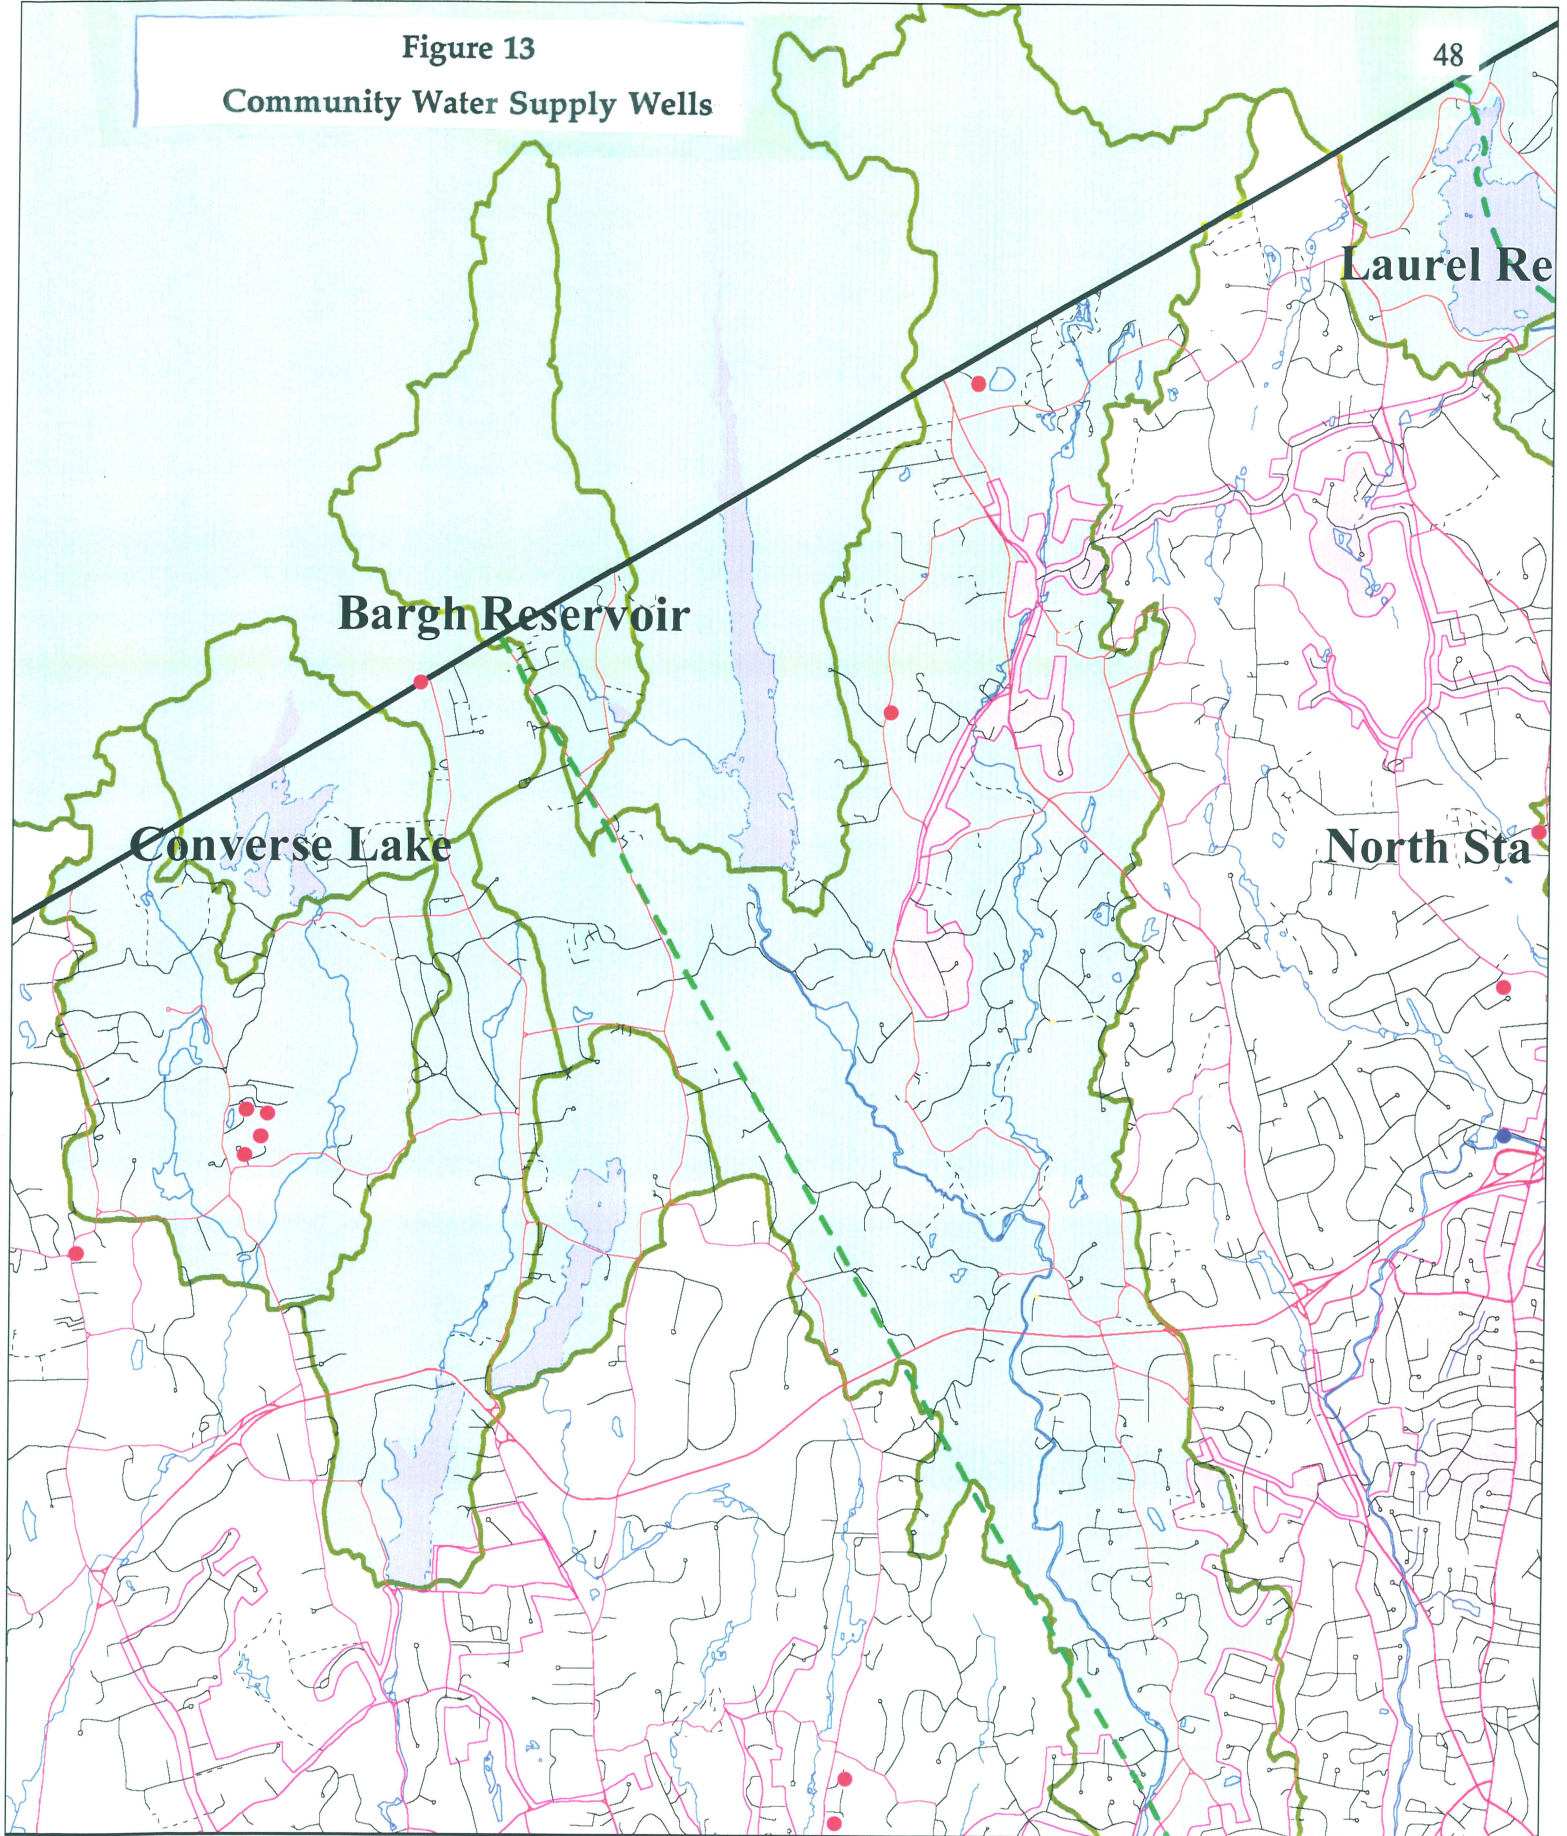 Figure 13
Community Water Supply Wells
48
Laurel Re
Bargh Reservoir
Converse Lake
North Sta